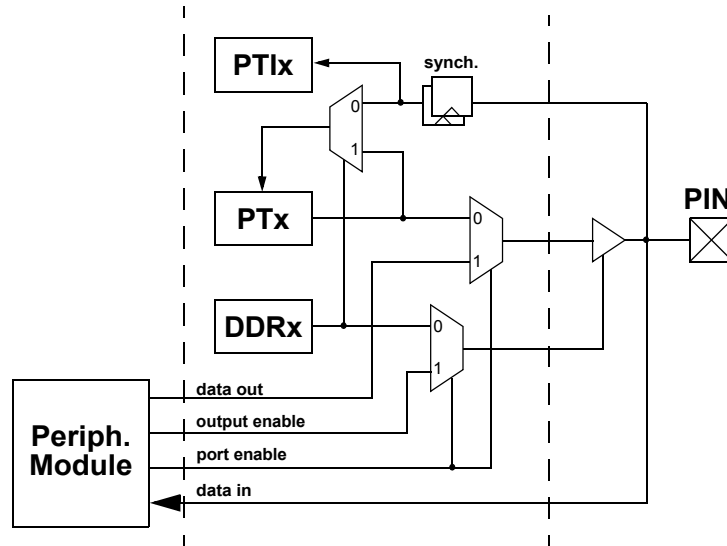 PTIx
synch.
0
1
PTx
PIN
0
1
DDRx
0
1
data out
Periph.
Module
output enable
port enable
data in